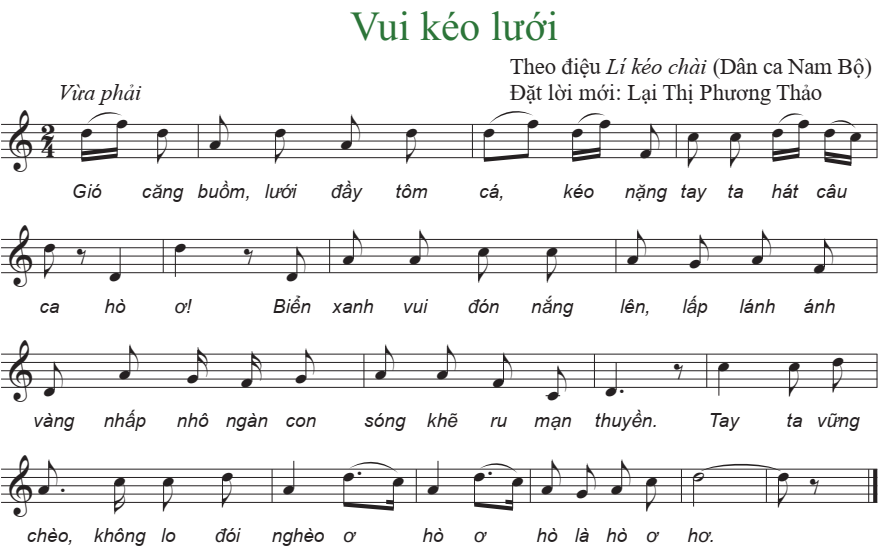 Vui kéo lưới
Theo điệu Lí kéo chài (Dân ca Nam Bộ)
Vừa phải
Đặt lời mới: Lại Thị Phương Thảo
2
4
Gió căng buồm, lưới đầy tôm cá, kéo nặng tay ta hát câu
ca hò ơ! Biển xanh vui đón nắng lên, lấp lánh ánh
vàng nhấp nhô ngàn con sóng khẽ ru mạn thuyền. Tay ta vững
chèo, không lo đói nghèo ơ hò ơ hò là hò ơ hơ.